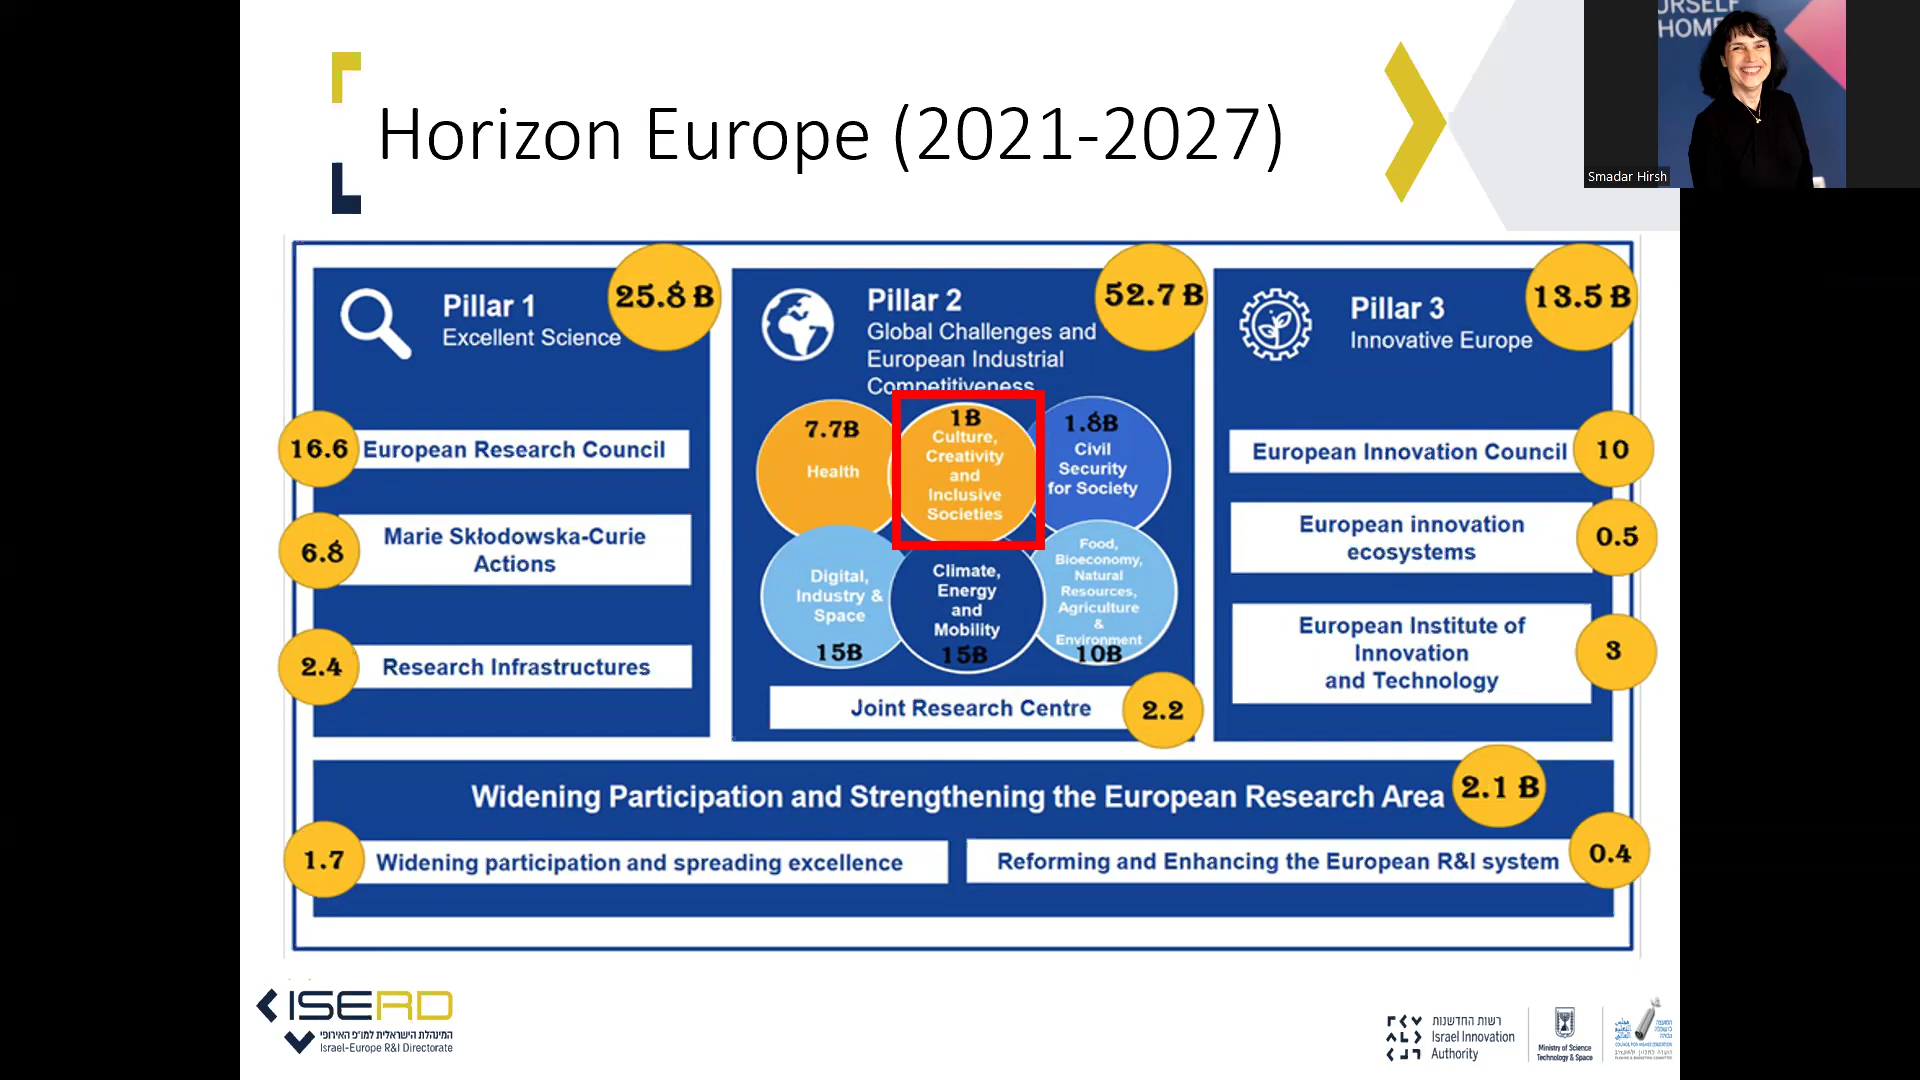 URSELF
HOME
Smadar Hirsh
Horizon Europe (2021-2027)
Pillar 1
Excellent Science
25.8 B
16.6
European Research Council
6.8
Marie Skłodowska-Curie
Actions
2.4
Research Infrastructures
Pillar 2
Global Challenges and
European Industrial
Competitiveness
52.7 B
7.7B
Health
1B
Culture,
Creativity
and
Inclusive
Societies
1.8B
Civil
Security
for Society
Digital,
Industry &
Space
15B
Climate,
Energy
and
Mobility
15B
Food,
Bioeconomy,
Natural
Resources,
Agriculture
&
Environment
10B
Joint Research Centre
2.2
Pillar 3
Innovative Europe
13.5 B
European Innovation Council
10
European innovation
ecosystems
0.5
European Institute of
Innovation
and Technology
3
Widening Participation and Strengthening the European Research Area
2.1 B
1.7
Widening participation and spreading excellence
Reforming and Enhancing the European R&I system
0.4
ISERD
המינהלת הישראלית למו״פ האירופי
Israel-Europe R&I Directorate
רשות החדשנות
Israel Innovation
Authority
Ministry of Science
Technology & Space